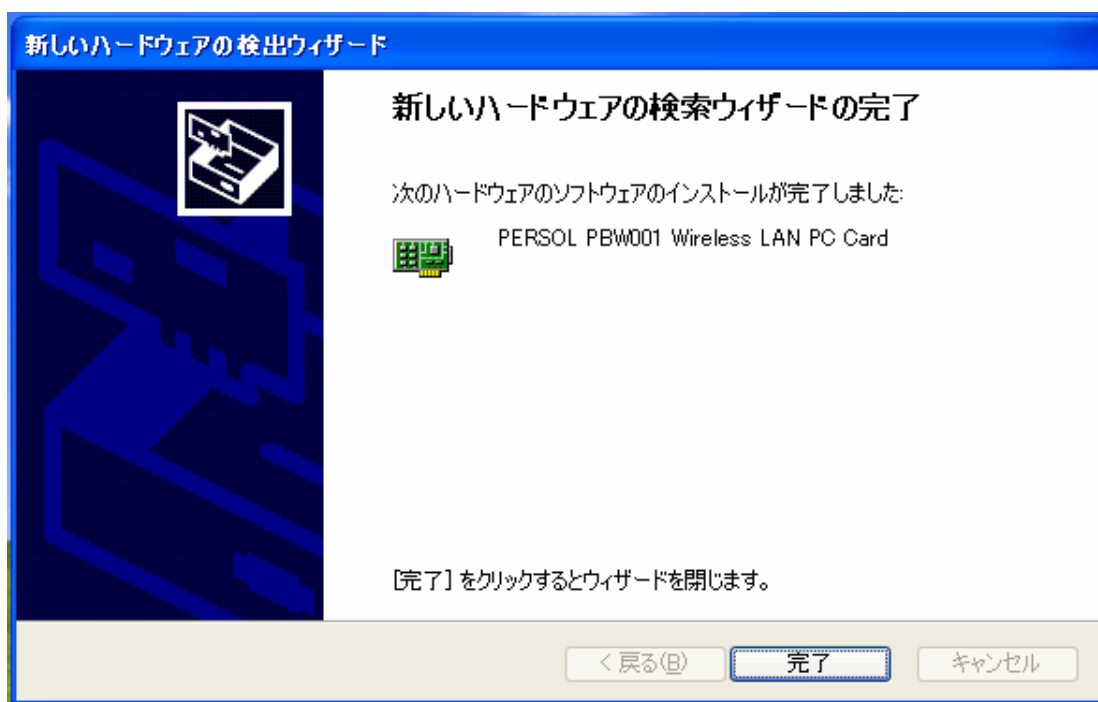 新しいハードウェアの検出ウィザード
新しいハードウェアの検索ウィザードの完了
次のハードウェアのソフトウェアのインストールが完了しました:
PERSOL PBW001 Wireless LAN PC Card
[完了] をクリックするとウィザードを閉じます。
< 戻る(B)
完了
キャンセル